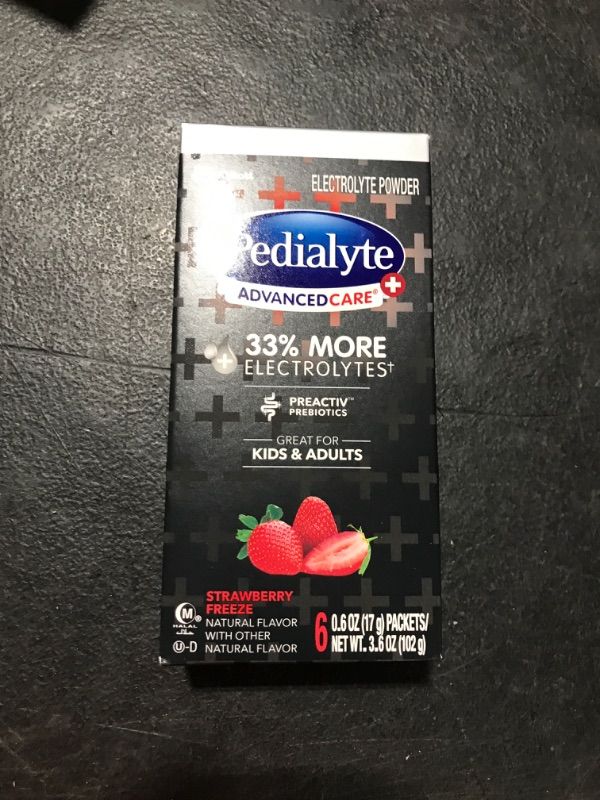 ELECTROLYTE POWDER
Pedialyte
ADVANCEDCARE®+
33% MORE
ELECTROLYTES†
PREACTIV™
PREBIOTICS
GREAT FOR
KIDS & ADULTS
STRAWBERRY
FREEZE
NATURAL FLAVOR
WITH OTHER
NATURAL FLAVOR
M®
HALAL
U-D
6 0.6 OZ (17 g) PACKETS/
NET WT. 3.6 OZ (102 g)